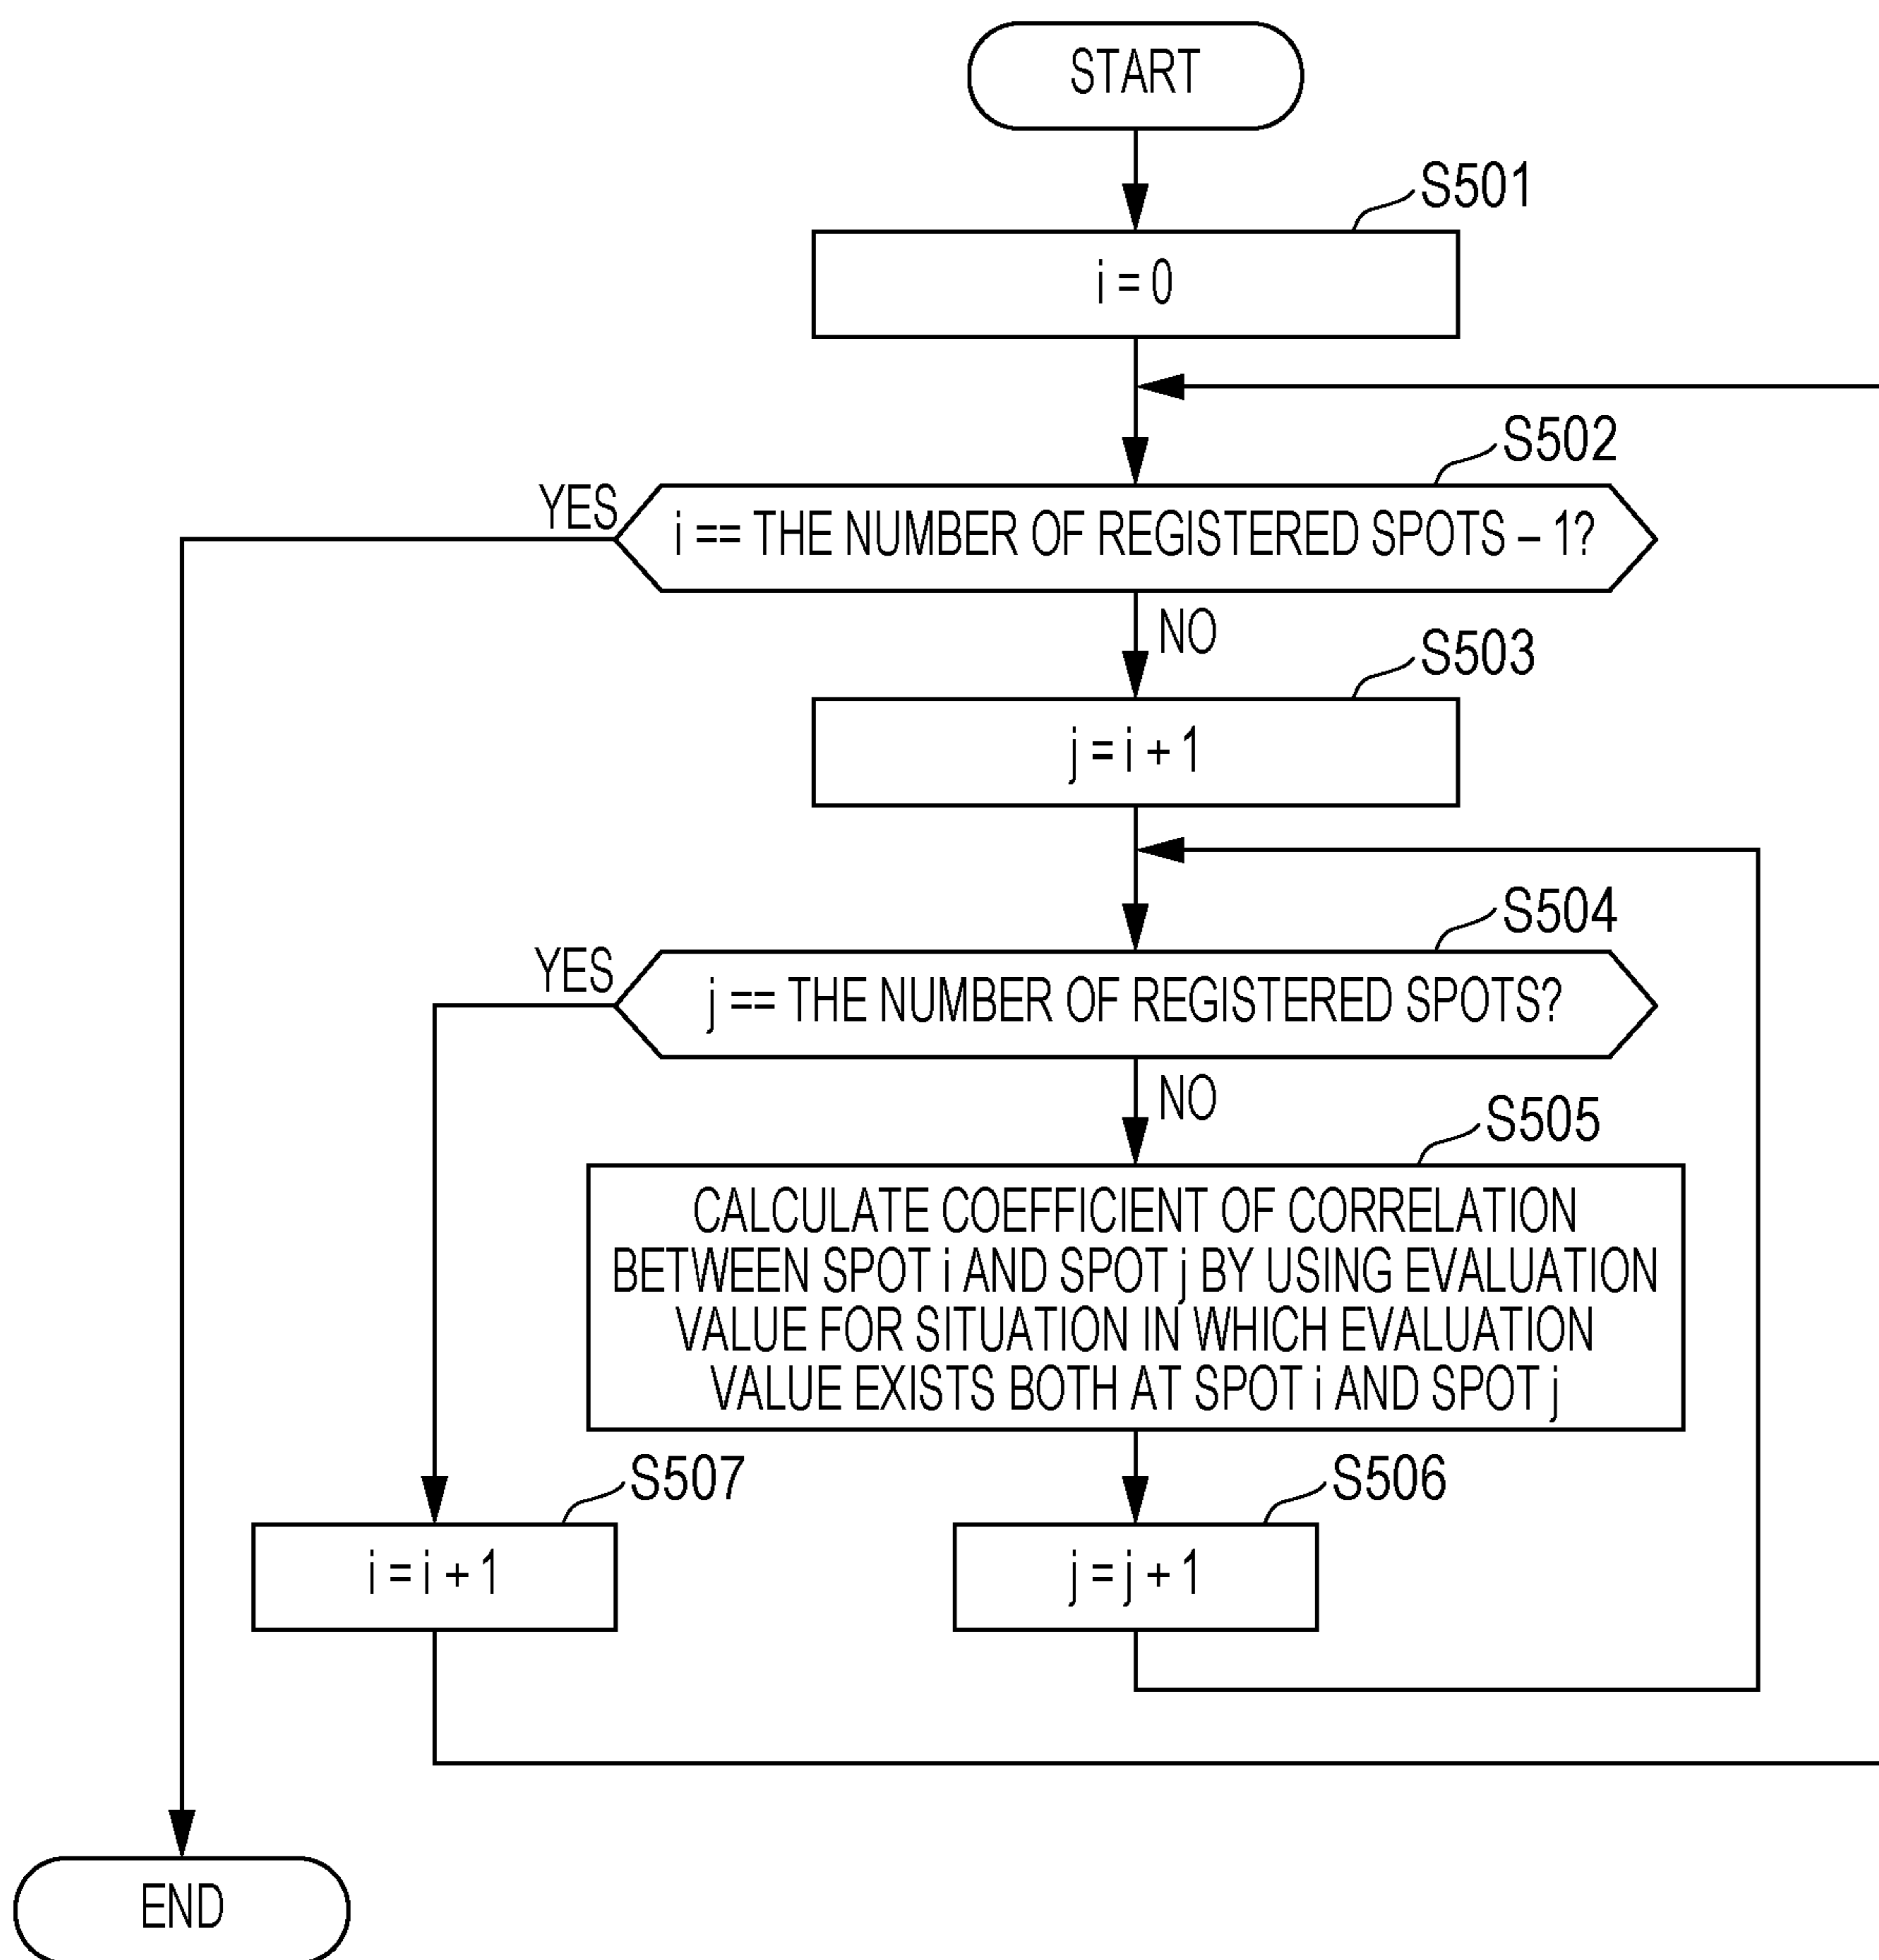 START
S501
i = 0
S502
YES
i == THE NUMBER OF REGISTERED SPOTS – 1?
NO
S503
j = i + 1
S504
YES
j == THE NUMBER OF REGISTERED SPOTS?
NO
S505
CALCULATE COEFFICIENT OF CORRELATION
BETWEEN SPOT i AND SPOT j BY USING EVALUATION
VALUE FOR SITUATION IN WHICH EVALUATION
VALUE EXISTS BOTH AT SPOT i AND SPOT j
S507
S506
i = i + 1
j = j + 1
END